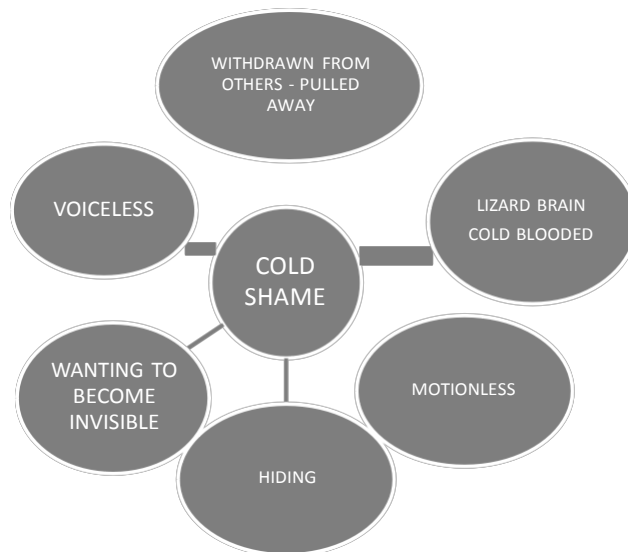 WITHDRAWN FROM
OTHERS - PULLED
AWAY
VOICELESS
LIZARD BRAIN
COLD BLOODED
COLD
SHAME
WANTING TO
BECOME
INVISIBLE
MOTIONLESS
HIDING